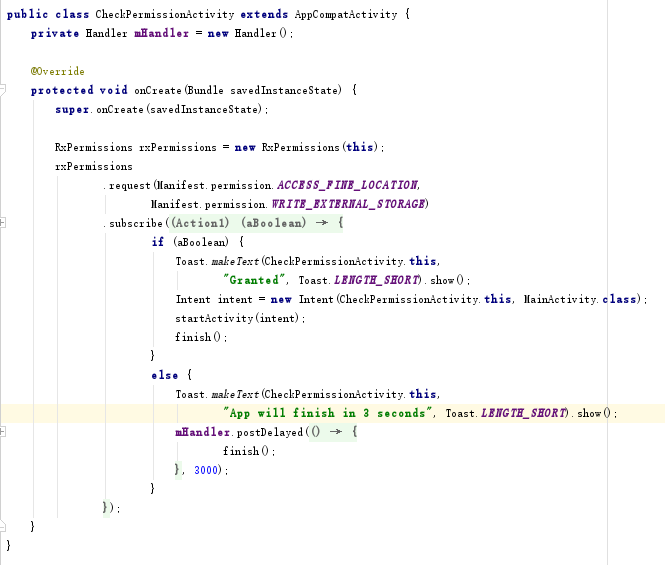 public class CheckPermissionActivity extends AppCompatActivity {
    private Handler mHandler = new Handler();

    @Override
    protected void onCreate(Bundle savedInstanceState) {
        super.onCreate(savedInstanceState);

        RxPermissions rxPermissions = new RxPermissions(this);
        rxPermissions
                .request(Manifest.permission.ACCESS_FINE_LOCATION,
                        Manifest.permission.WRITE_EXTERNAL_STORAGE)
                .subscribe((Action1) (aBoolean) → {
                        if (aBoolean) {
                            Toast.makeText(CheckPermissionActivity.this,
                                    "Granted", Toast.LENGTH_SHORT).show();
                            Intent intent = new Intent(CheckPermissionActivity.this, MainActivity.class);
                            startActivity(intent);
                            finish();
                        }
                        else {
                            Toast.makeText(CheckPermissionActivity.this,
                                    "App will finish in 3 seconds", Toast.LENGTH_SHORT).show();
                            mHandler.postDelayed(() → {
                                    finish();
                            }, 3000);
                        }
                });
    }
}